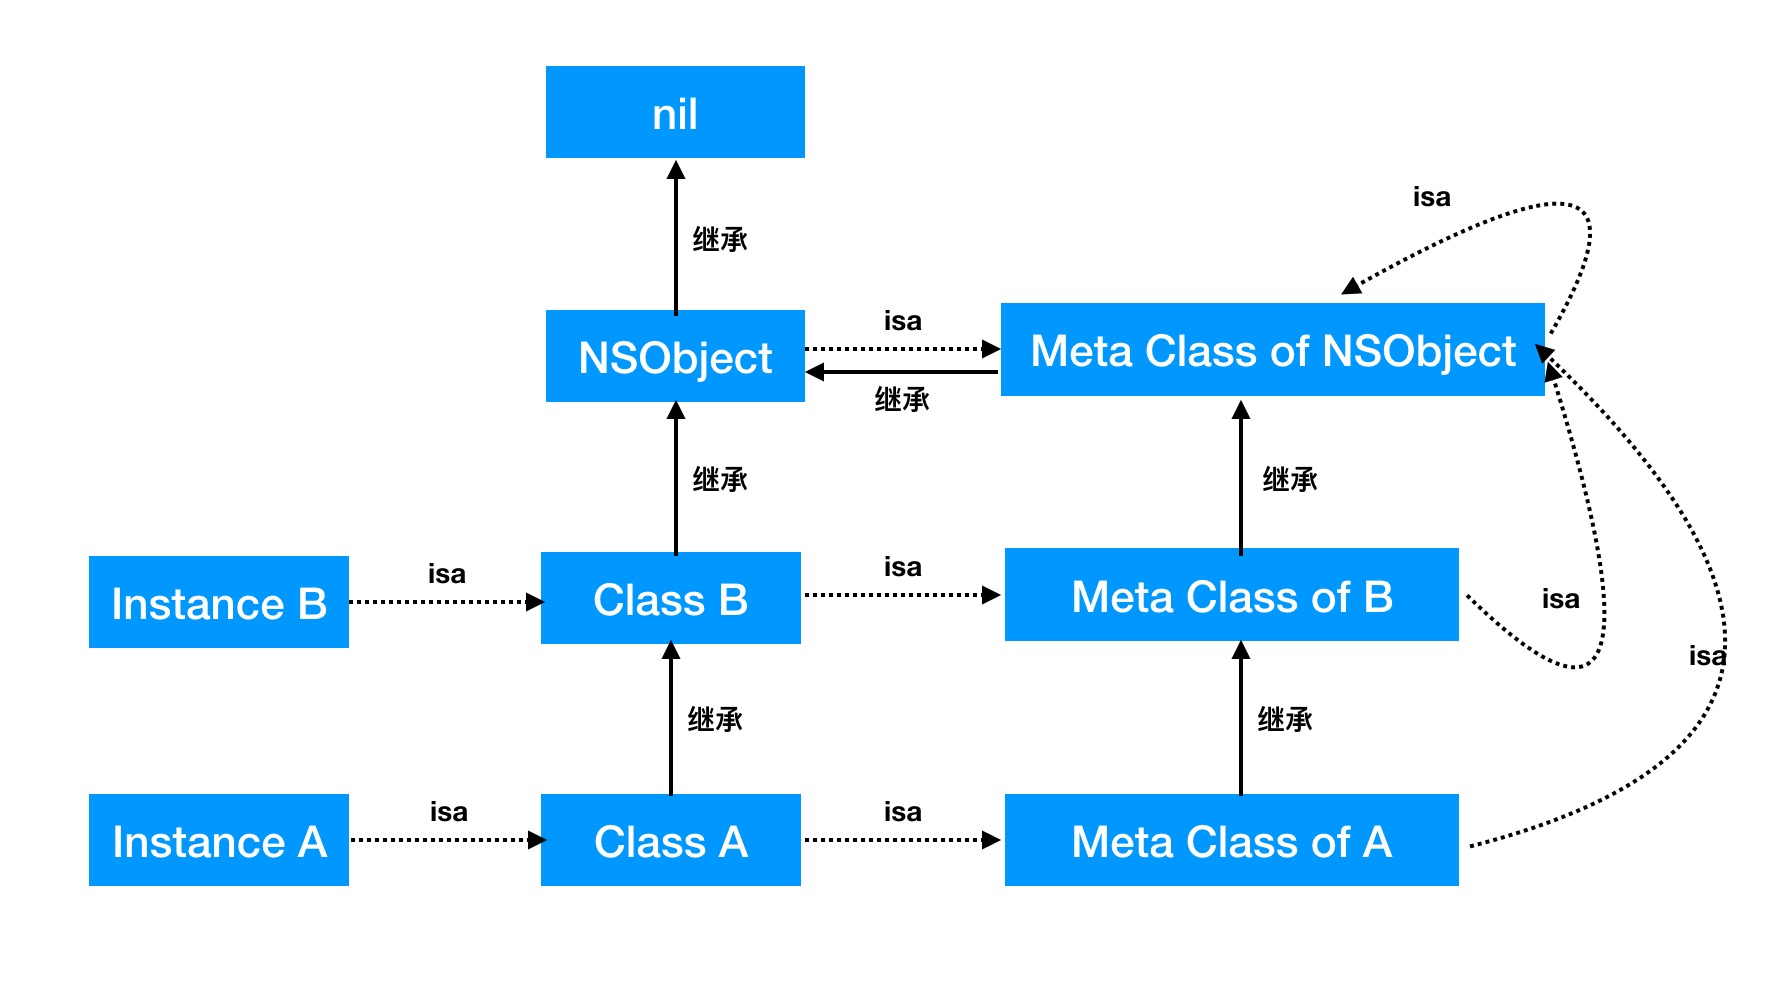 nil
继承
isa
NSObject
isa
继承
Meta Class of NSObject
继承
继承
Instance B
isa
Class B
isa
Meta Class of B
isa
isa
继承
继承
Instance A
isa
Class A
isa
Meta Class of A